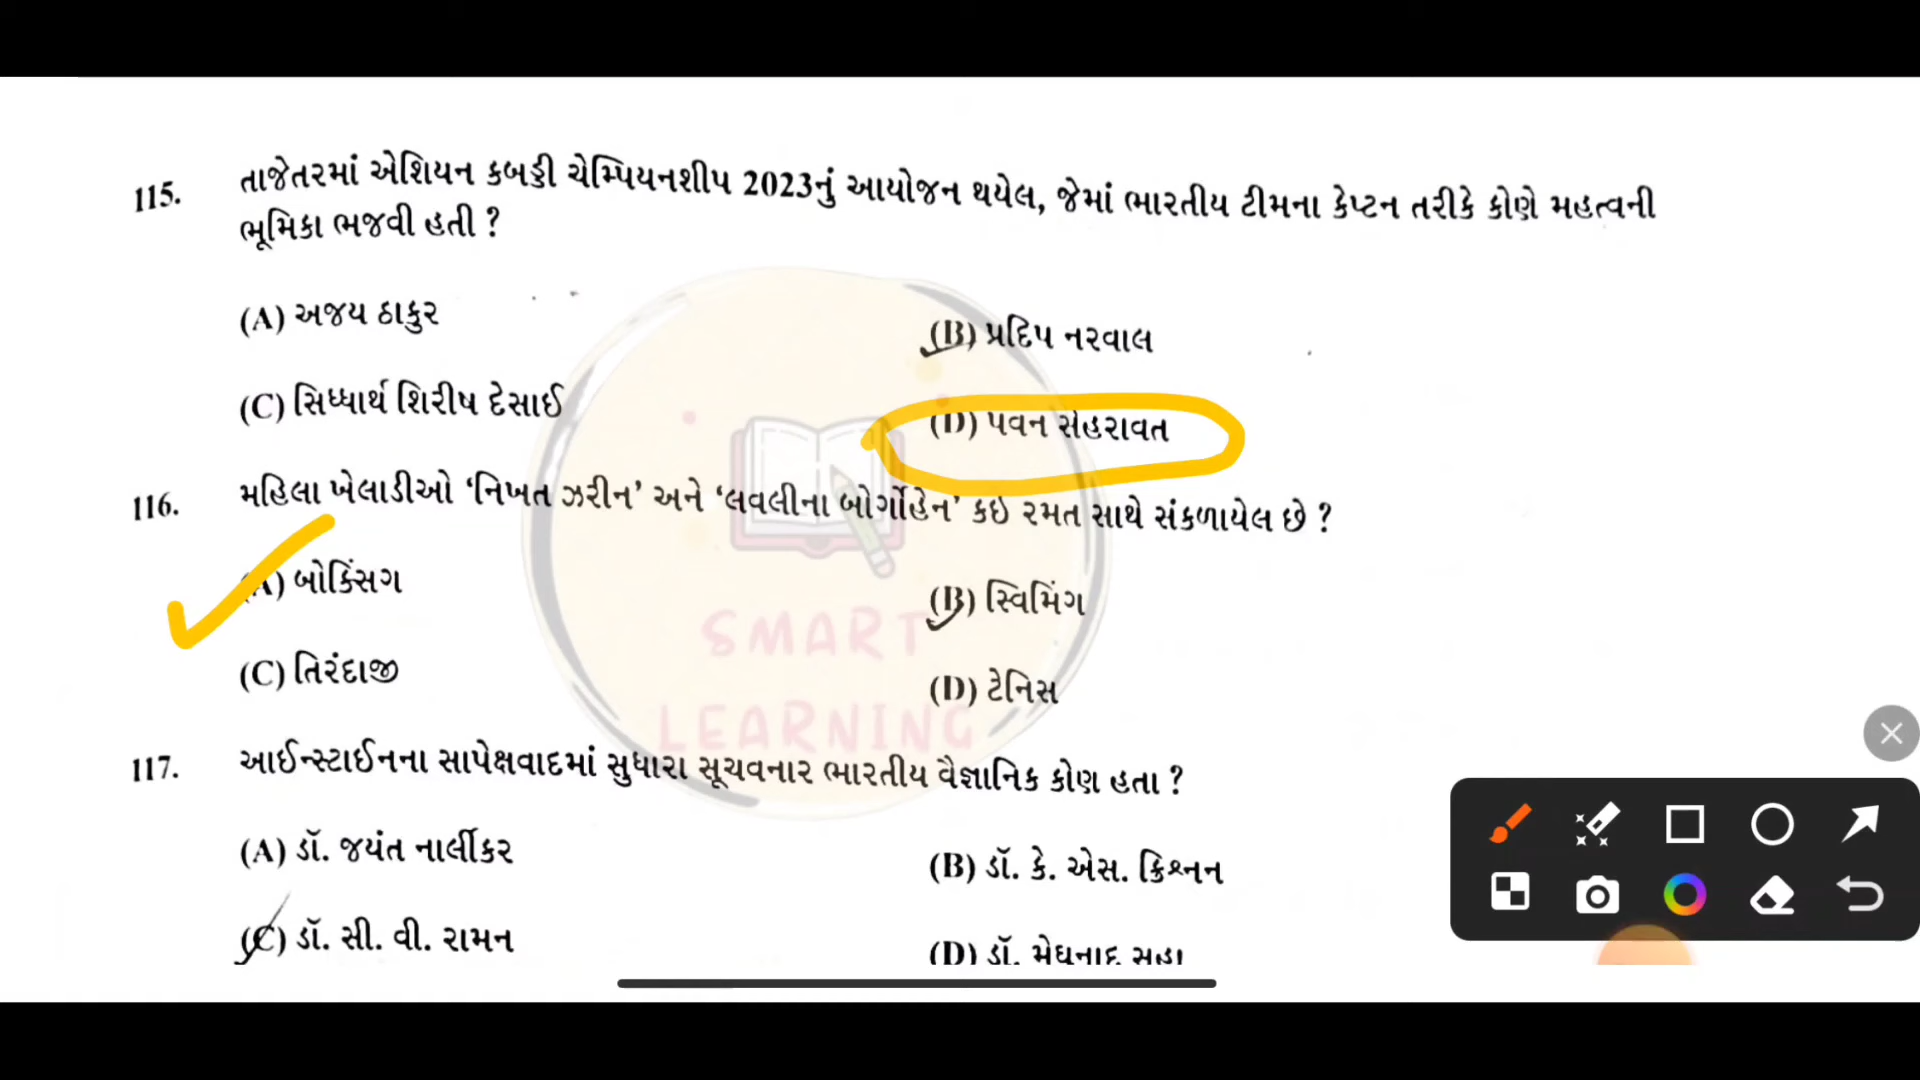 115. તાજેતરમાં એશિયન કબડ્ડી ચેમ્પિયનશીપ 2023નું આયોજન થયેલ, જેમાં ભારતીય ટીમના કેપ્ટન તરીકે કોણે મહત્વની
ભૂમિકા ભજવી હતી ?
(A) અજય ઠાકુર
(B) પ્રદિપ નરવાલ
(C) સિધ્ધાર્થ શિરીષ દેસાઈ
(D) પવન સેહરાવત
116. મહિલા ખેલાડીઓ ‘નિખત ઝરીન’ અને ‘લવલીના બોર્ગોહેન’ કઇ રમત સાથે સંકળાયેલ છે ?
(A) બોક્સિંગ
(B) સ્વિમિંગ
(C) તિરંદાજી
(D) ટેનિસ
SMART
LEARNING
117. આઈન્સ્ટાઈનના સાપેક્ષવાદમાં સુધારા સૂચવનાર ભારતીય વૈજ્ઞાનિક કોણ હતા ?
(A) ડૉ. જયંત નાર્લીકર
(B) ડૉ. કે. એસ. ક્રિશ્નન
(C) ડૉ. સી. વી. રામન
(D) ડૉ. મેઘનાદ સહા